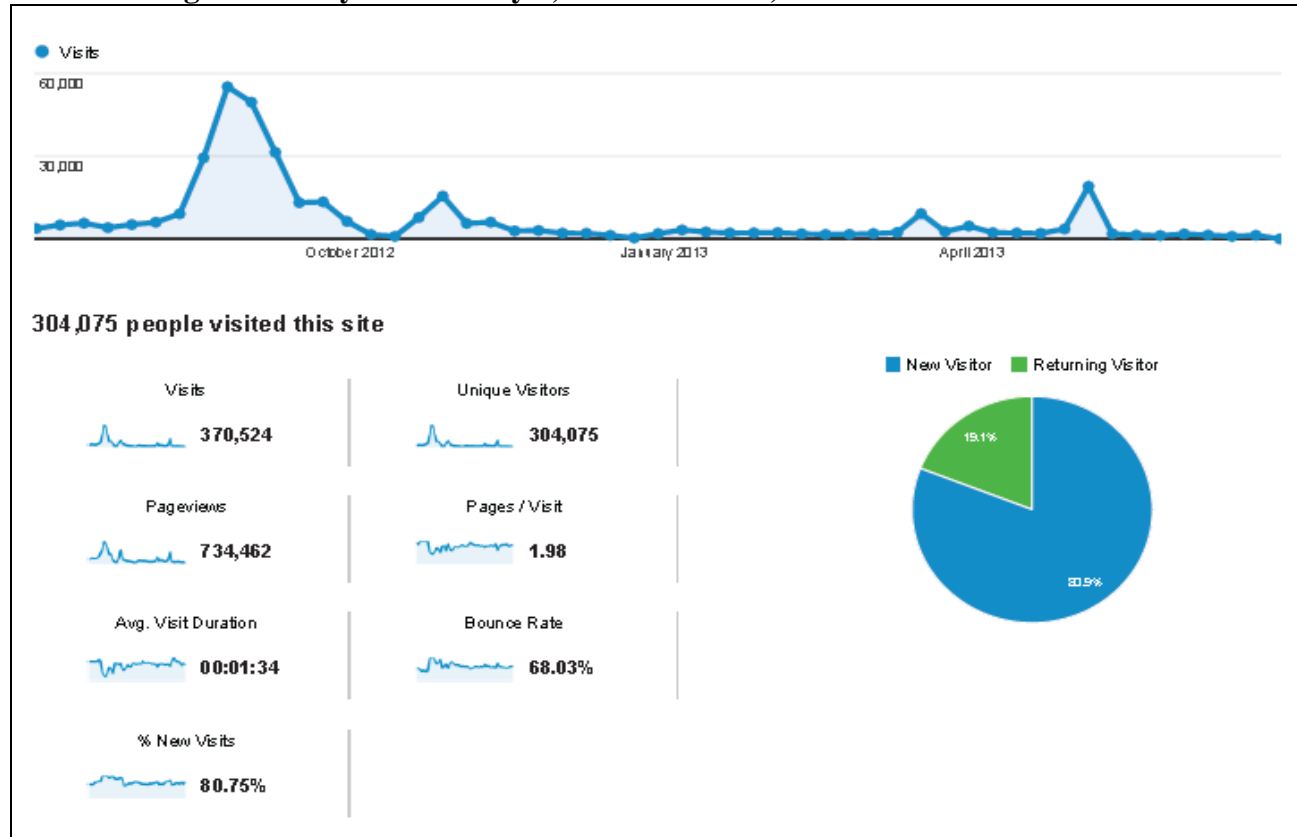 Visits
60,000
30,000
October 2012 January 2013 April 2013
304,075 people visited this site
New Visitor Returning Visitor
Visits
370,524
Unique Visitors
304,075
19.1%
80.9%
Pageviews
734,462
Pages / Visit
1.98
Avg. Visit Duration
00:01:34
Bounce Rate
68.03%
% New Visits
80.75%